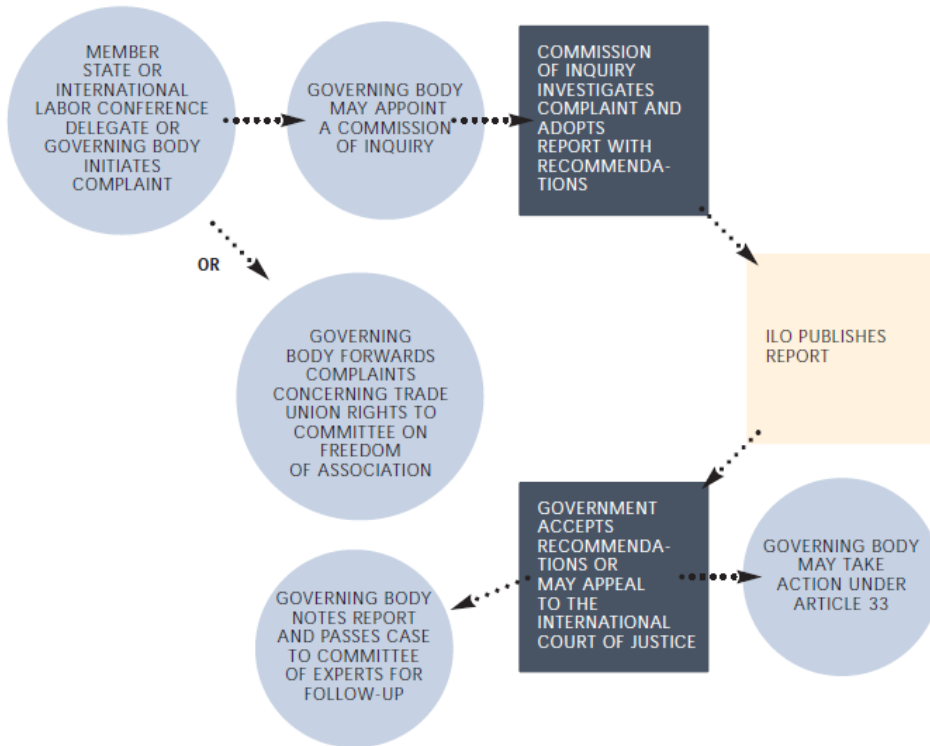 MEMBER
STATE OR
INTERNATIONAL
LABOR CONFERENCE
DELEGATE OR
GOVERNING BODY
INITIATES
COMPLAINT
GOVERNING BODY
MAY APPOINT
A COMMISSION
OF INQUIRY
COMMISSION
OF INQUIRY
INVESTIGATES
COMPLAINT AND
ADOPTS
REPORT WITH
RECOMMENDA-
TIONS
OR
GOVERNING
BODY FORWARDS
COMPLAINTS
CONCERNING TRADE
UNION RIGHTS TO
COMMITTEE ON
FREEDOM
OF ASSOCIATION
ILO PUBLISHES
REPORT
GOVERNMENT
ACCEPTS
RECOMMENDA-
TIONS OR
MAY APPEAL
TO THE
INTERNATIONAL
COURT OF JUSTICE
GOVERNING BODY
MAY TAKE
ACTION UNDER
ARTICLE 33
GOVERNING BODY
NOTES REPORT
AND PASSES CASE
TO COMMITTEE
OF EXPERTS FOR
FOLLOW-UP